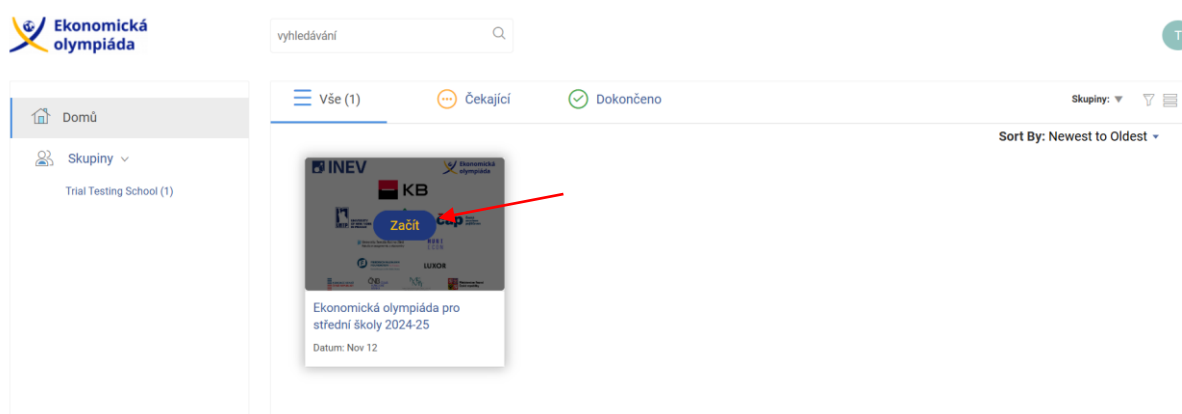 Ekonomická
olympiáda
vyhledávání
T
Domů
Skupiny
Trial Testing School (1)
Vše (1)
Čekající
Dokončeno
Skupiny:
Sort By: Newest to Oldest
INEV
Ekonomická
olympiáda
KB
Začít
čap
LUXOR
Ekonomická olympiáda pro
střední školy 2024-25
Datum: Nov 12